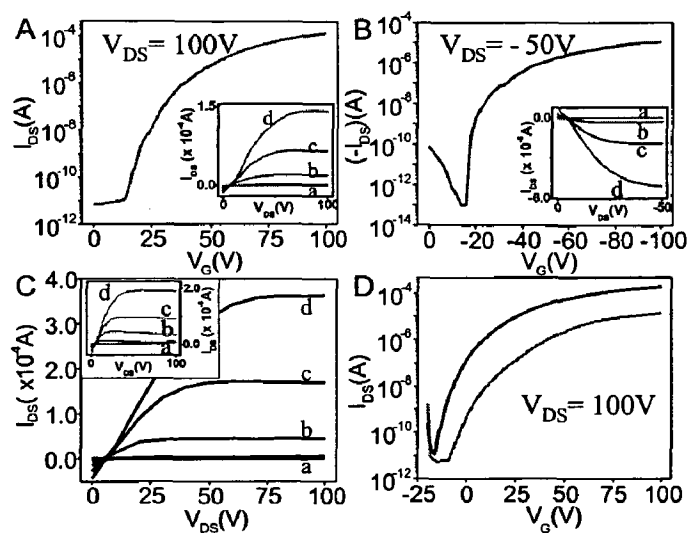 A
V_DS = 100V
I_DS(A)
10^-4
10^-6
10^-8
10^-10
10^-12
0 25 50 75 100
V_G(V)
I_DS (x 10^-4A)
1.5
0.0
d
c
b
a
0 100
V_DS(V)
B
V_DS = - 50V
(-I_DS)(A)
10^-4
10^-6
10^-8
10^-10
10^-12
10^-14
0 -20 -40 -60 -80 -100
V_G(V)
0.0
-6.0
a
b
c
d
0 -50
V_DS(V)
C
I_DS( x10^-4A)
4.0
3.0
2.0
1.0
0.0
d
c
b
a
0 25 50 75 100
V_DS(V)
d
c
b
a
2.0
0.0
0 100
V_DS(V)
D
V_DS = 100V
I_DS(A)
10^-4
10^-6
10^-8
10^-10
10^-12
-25 0 25 50 75 100
V_G(V)